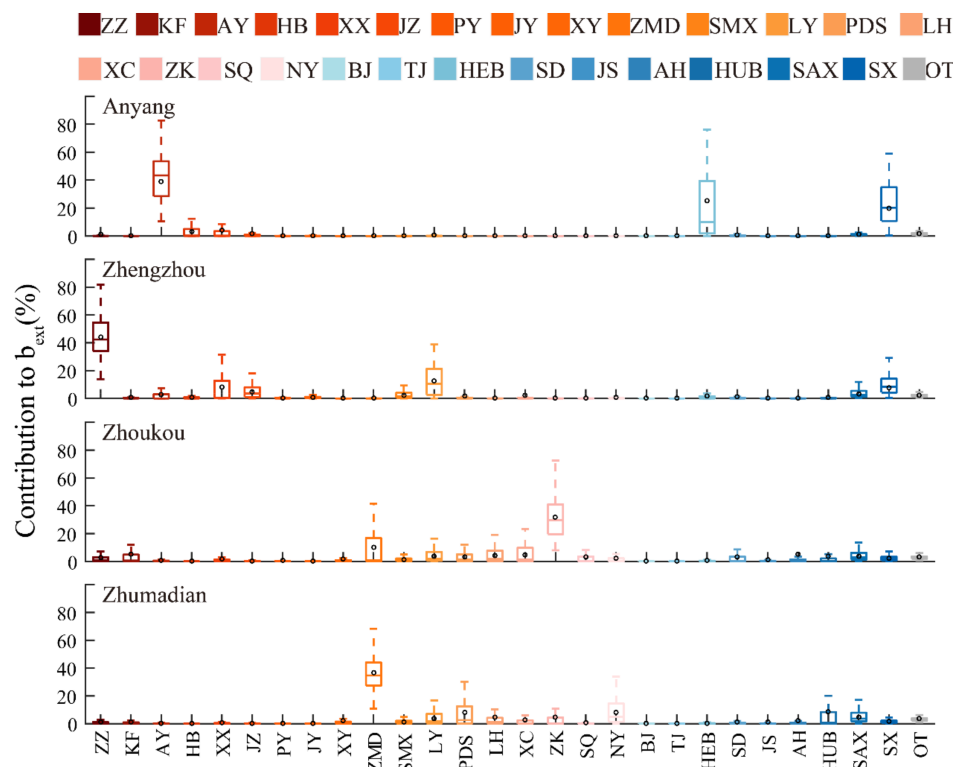 ZZ KF AY HB XX JZ PY JY XY ZMD SMX LY PDS LH
XC ZK SQ NY BJ TJ HEB SD JS AH HUB SAX SX OT
Contribution to b_ext(%)
Anyang
80
60
40
20
0
Zhengzhou
80
60
40
20
0
Zhoukou
80
60
40
20
0
Zhumadian
80
60
40
20
0
ZZ KF AY HB XX JZ PY JY XY ZMD SMX LY PDS LH XC ZK SQ NY BJ TJ HEB SD JS AH HUB SAX SX OT